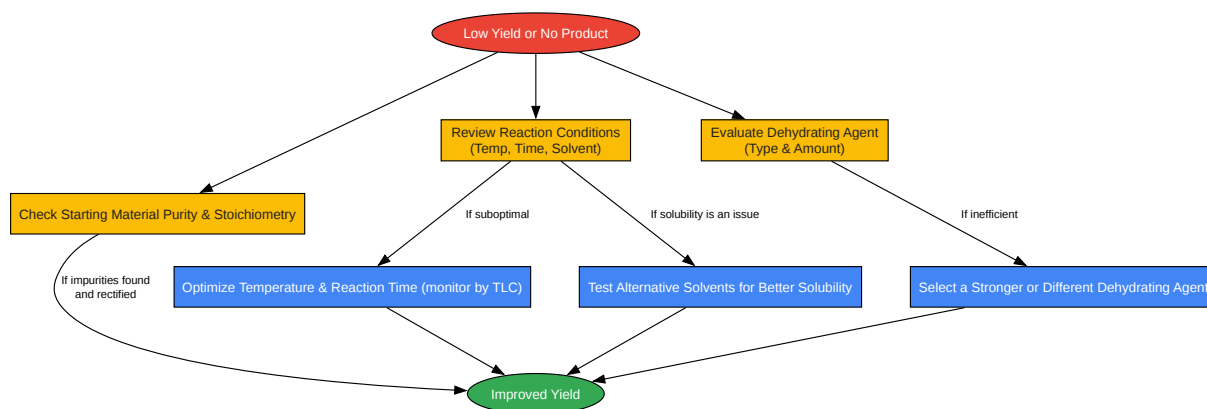 Low Yield or No Product
Review Reaction Conditions
(Temp, Time, Solvent)
Evaluate Dehydrating Agent
(Type & Amount)
Check Starting Material Purity & Stoichiometry
If suboptimal
If solubility is an issue
If inefficient
If impurities found
and rectified
Optimize Temperature & Reaction Time (monitor by TLC)
Test Alternative Solvents for Better Solubility
Select a Stronger or Different Dehydrating Agent
Improved Yield